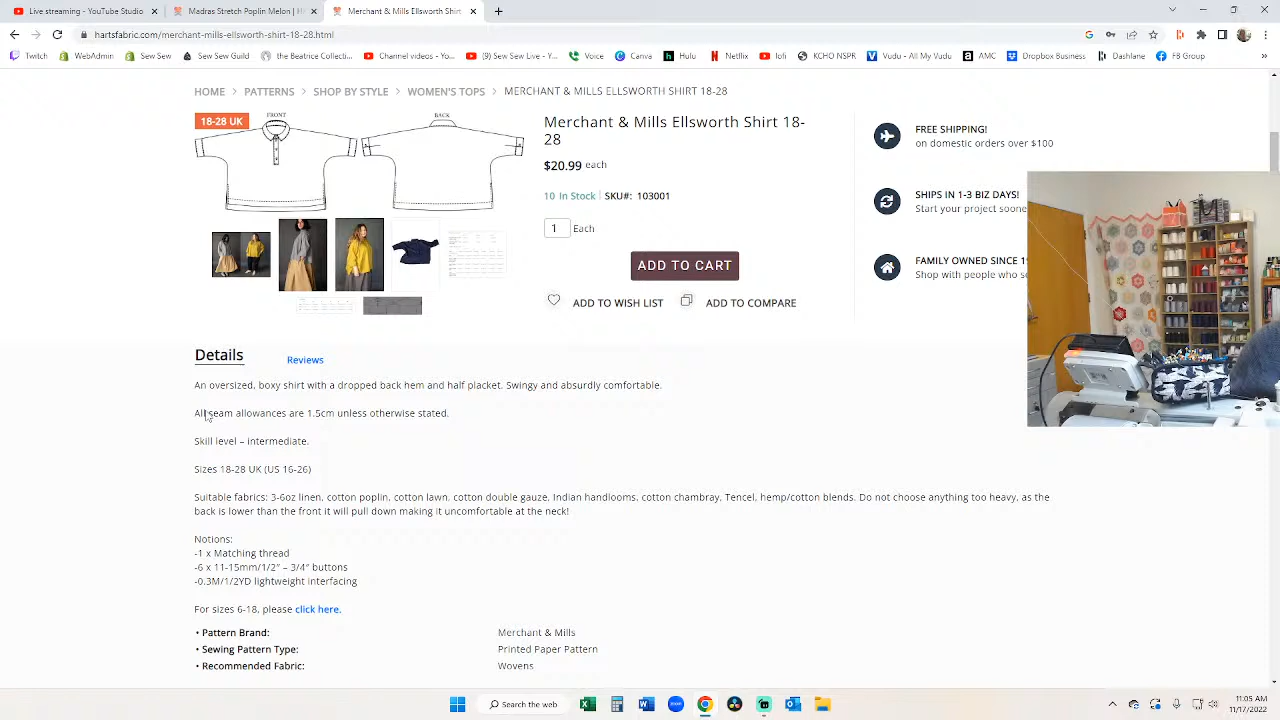 Live streaming - YouTube Studio
Madras Stretch Poplin Melon | H
Merchant & Mills Ellsworth Shirt
hartsfabric.com/merchant-mills-ellsworth-shirt-18-28.html
Twitch
WebAdmin
Sew Sew
Sew Sew Guild
the Beatrice Collecti...
Channel videos - Yo...
(9) Sew Sew Live - Y...
Voice
Canva
Hulu
Netflix
lofi
KCHO NSPR
Vudu - All My Vudu
AMC
Dropbox Business
Dashlane
FB Group
HOME > PATTERNS > SHOP BY STYLE > WOMEN'S TOPS > MERCHANT & MILLS ELLSWORTH SHIRT 18-28
18-28 UK
FRONT
BACK
Merchant & Mills Ellsworth Shirt 18-
28
$20.99 each
10 In Stock SKU#: 103001
1 Each
ADD TO CART
ADD TO WISH LIST
ADD TO COMPARE
FREE SHIPPING!
on domestic orders over $100
SHIPS IN 1-3 BIZ DAYS!
Start your project
FAMILY OWNED SINCE
Shop with people who
Details
Reviews
An oversized, boxy shirt with a dropped back hem and half placket. Swingy and absurdly comfortable.
All seam allowances are 1.5cm unless otherwise stated.
Skill level – intermediate.
Sizes 18-28 UK (US 16-26)
Suitable fabrics: 3-6oz linen, cotton poplin, cotton lawn, cotton double gauze, Indian handlooms, cotton chambray, Tencel, hemp/cotton blends. Do not choose anything too heavy, as the
back is lower than the front it will pull down making it uncomfortable at the neck!
Notions:
-1 x Matching thread
-6 x 11-15mm/1/2" – 3/4" buttons
-0.3M/1/2YD lightweight interfacing
For sizes 6-18, please click here.
• Pattern Brand: Merchant & Mills
• Sewing Pattern Type: Printed Paper Pattern
• Recommended Fabric: Wovens
Search the web
11:05 AM
11/17/2022